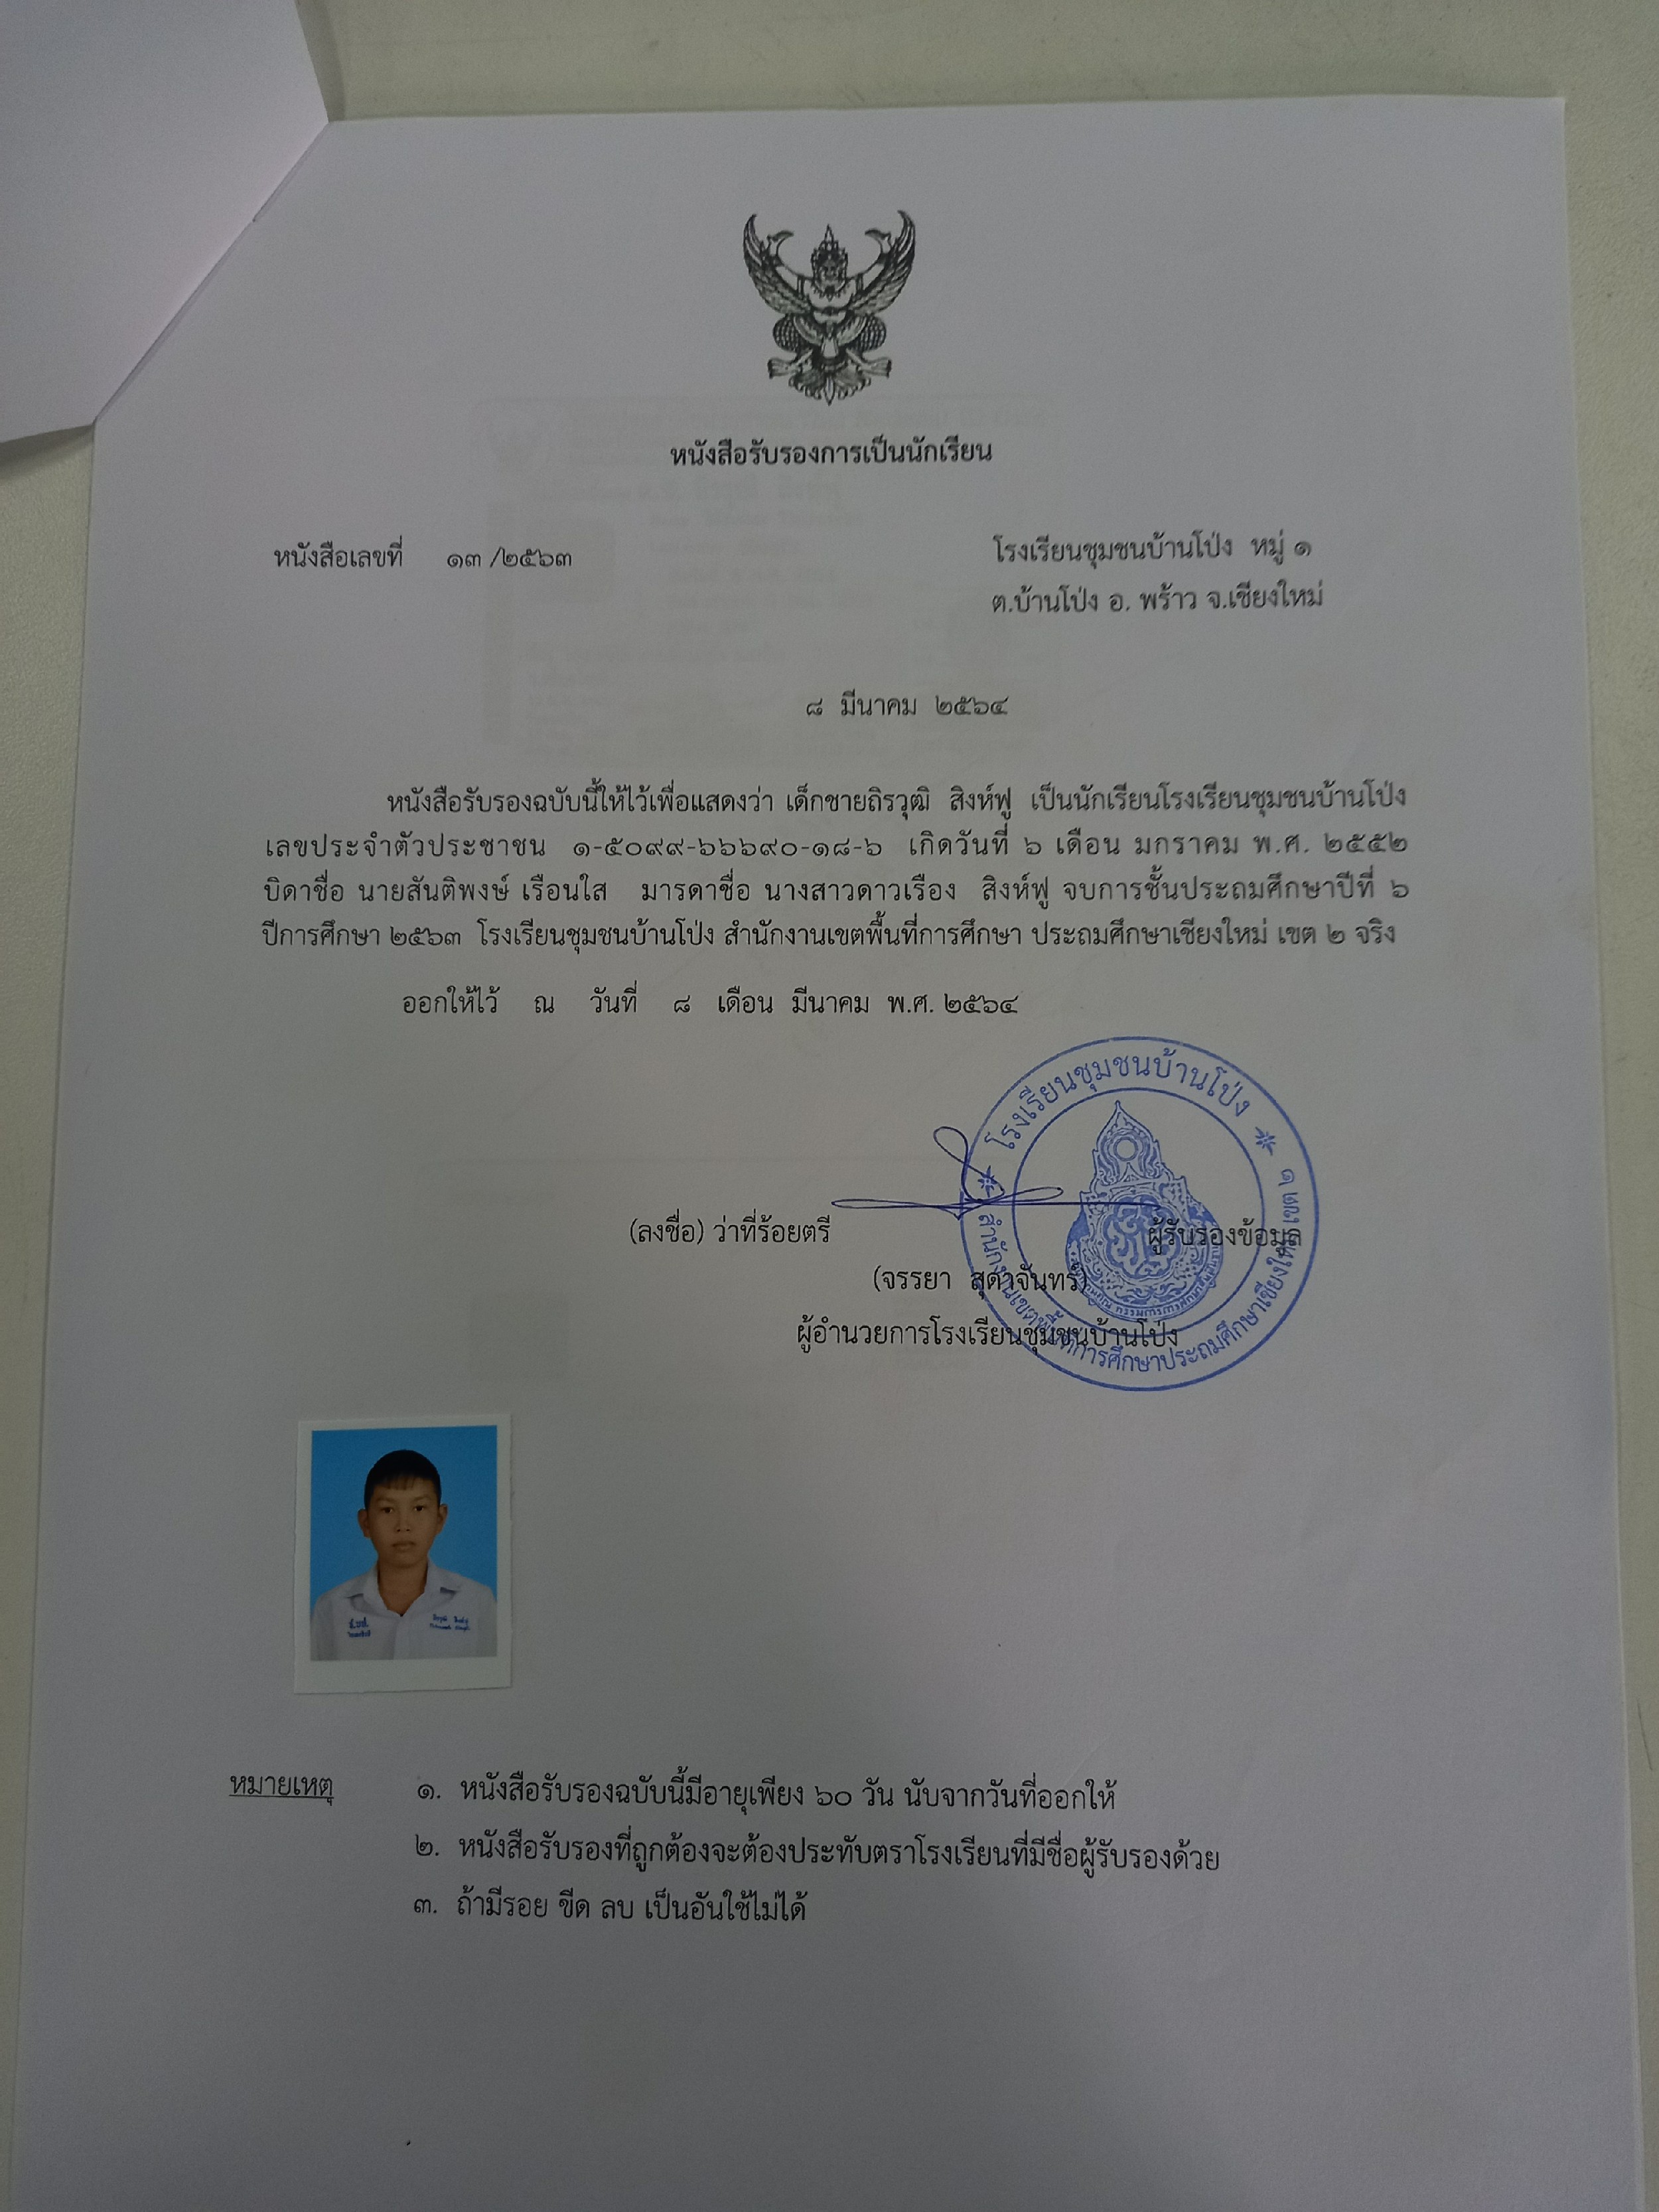 หนังสือรับรองการเป็นนักเรียน
หนังสือเลขที่ ๑๓ /๒๕๖๓
โรงเรียนชุมชนบ้านโป่ง หมู่ ๑
ต.บ้านโป่ง อ. พร้าว จ.เชียงใหม่
๘ มีนาคม ๒๕๖๔
หนังสือรับรองฉบับนี้ให้ไว้เพื่อแสดงว่า เด็กชายถิรวุฒิ สิงห์ฟู เป็นนักเรียนโรงเรียนชุมชนบ้านโป่ง
เลขประจำตัวประชาชน ๑-๕๐๙๙-๖๖๖๙๐-๑๘-๖ เกิดวันที่ ๖ เดือน มกราคม พ.ศ. ๒๕๕๒
บิดาชื่อ นายสันติพงษ์ เรือนใส มารดาชื่อ นางสาวดาวเรือง สิงห์ฟู จบการชั้นประถมศึกษาปีที่ ๖
ปีการศึกษา ๒๕๖๓ โรงเรียนชุมชนบ้านโป่ง สำนักงานเขตพื้นที่การศึกษา ประถมศึกษาเชียงใหม่ เขต ๒ จริง
ออกให้ไว้ ณ วันที่ ๘ เดือน มีนาคม พ.ศ. ๒๕๖๔
โรงเรียนชุมชนบ้านโป่ง
สำนักงานเขตพื้นที่การศึกษาประถมศึกษาเชียงใหม่ เขต ๒
(ลงชื่อ) ว่าที่ร้อยตรี ผู้รับรองข้อมูล
(จรรยา สุดาจันทร์)
ผู้อำนวยการโรงเรียนชุมชนบ้านโป่ง
หมายเหตุ ๑. หนังสือรับรองฉบับนี้มีอายุเพียง ๖๐ วัน นับจากวันที่ออกให้
๒. หนังสือรับรองที่ถูกต้องจะต้องประทับตราโรงเรียนที่มีชื่อผู้รับรองด้วย
๓. ถ้ามีรอย ขีด ลบ เป็นอันใช้ไม่ได้